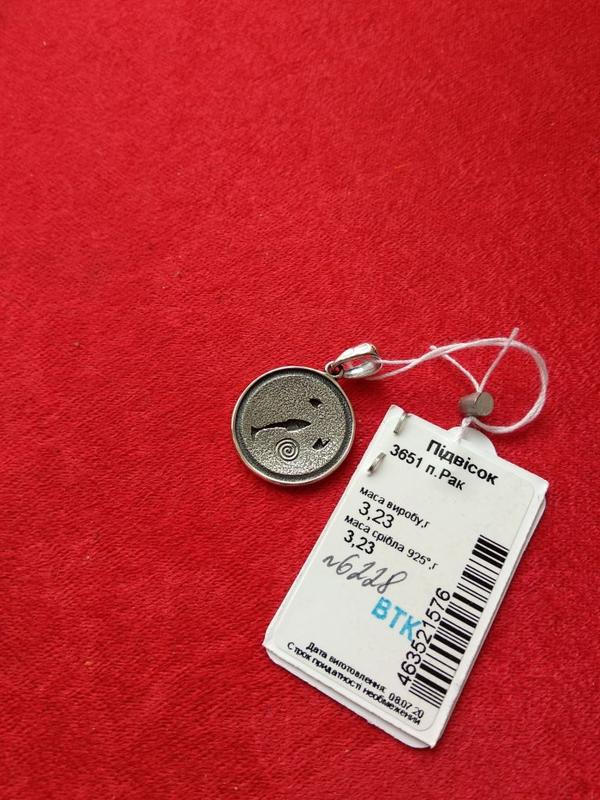 Підвісок
3651 п.Рак
маса виробу,г
3,23
маса срібла 925°,г
3,23
№6228
ВТК
463521576
Дата виготовлення: 08.07.20
Строк придатності необмежений